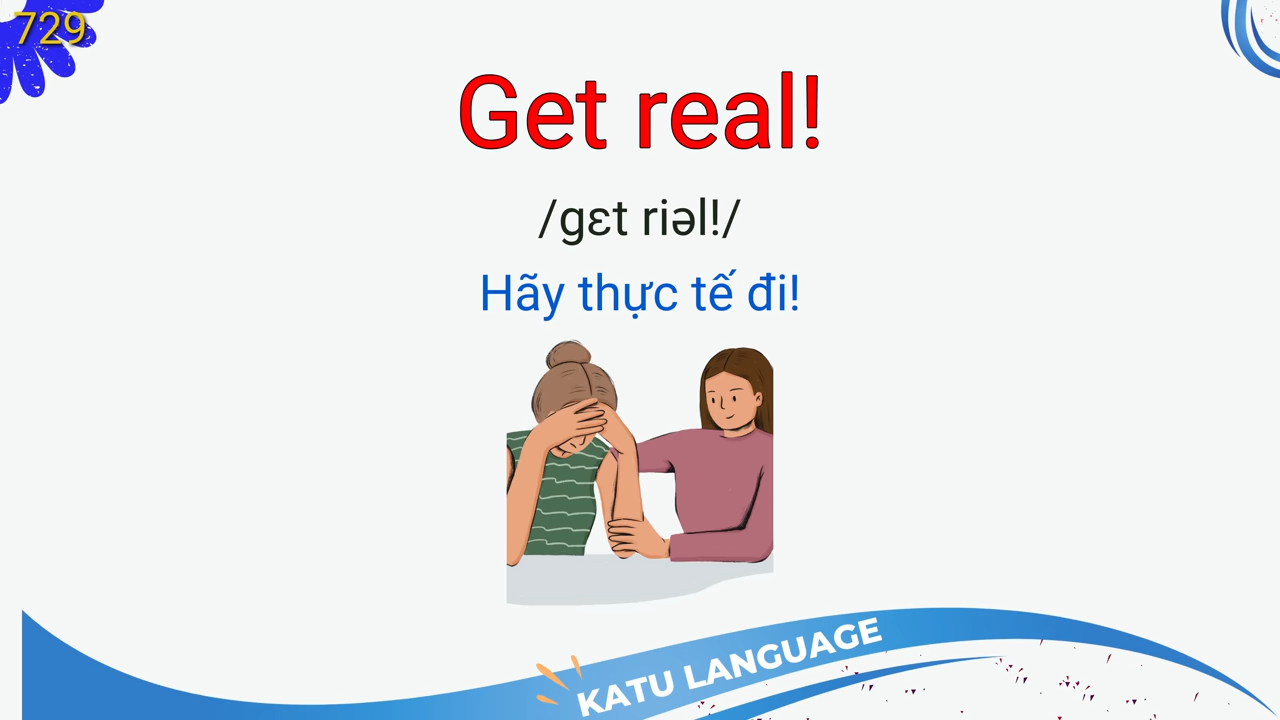 729
Get real!
/gɛt riəl!/
Hãy thực tế đi!
KATU LANGUAGE